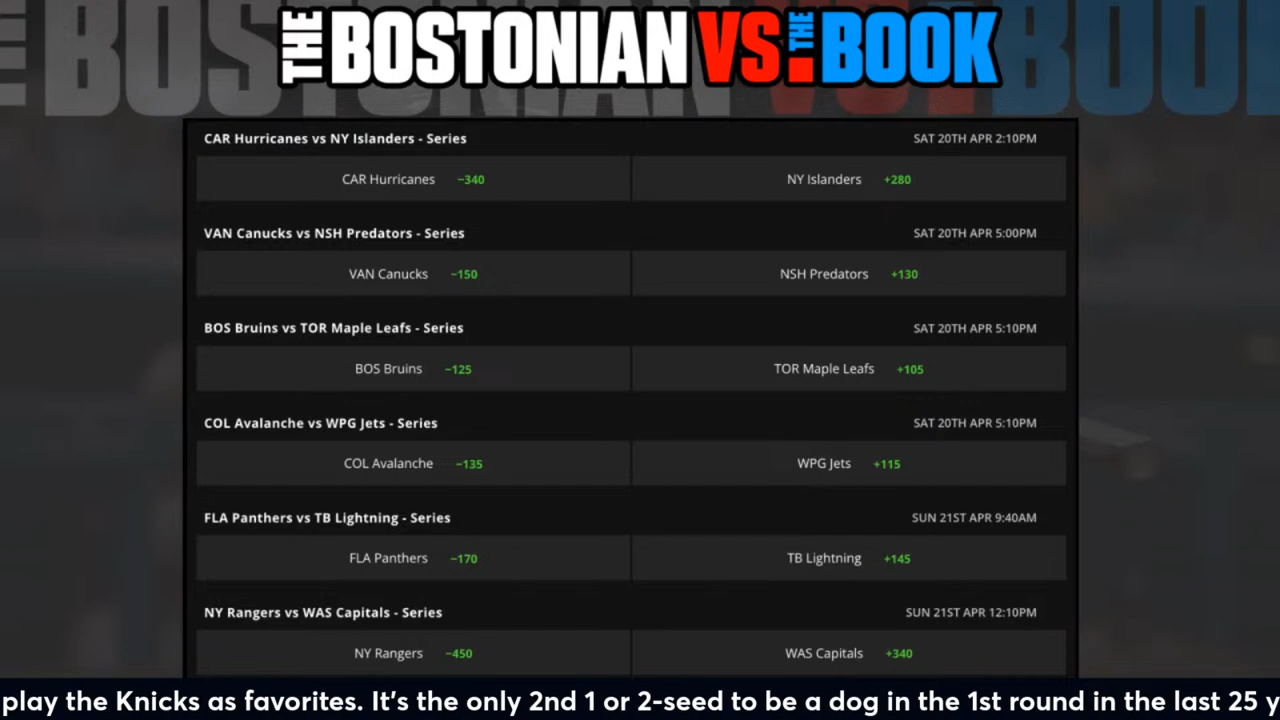 THE BOSTONIAN VS. THE BOOK
CAR Hurricanes vs NY Islanders - Series SAT 20TH APR 2:10PM
CAR Hurricanes −340 NY Islanders +280
VAN Canucks vs NSH Predators - Series SAT 20TH APR 5:00PM
VAN Canucks −150 NSH Predators +130
BOS Bruins vs TOR Maple Leafs - Series SAT 20TH APR 5:10PM
BOS Bruins −125 TOR Maple Leafs +105
COL Avalanche vs WPG Jets - Series SAT 20TH APR 5:10PM
COL Avalanche −135 WPG Jets +115
FLA Panthers vs TB Lightning - Series SUN 21ST APR 9:40AM
FLA Panthers −170 TB Lightning +145
NY Rangers vs WAS Capitals - Series SUN 21ST APR 12:10PM
NY Rangers −450 WAS Capitals +340
play the Knicks as favorites. It's the only 2nd 1 or 2-seed to be a dog in the 1st round in the last 25 y